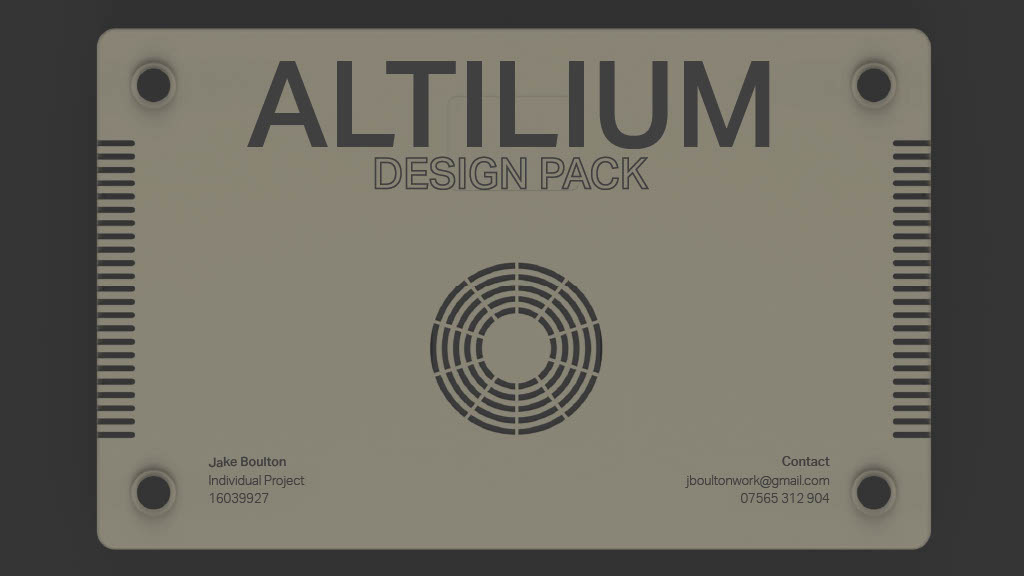 ALTILIUM
DESIGN PACK
Jake Boulton
Individual Project
16039927
Contact
jboultonwork@gmail.com
07565 312 904